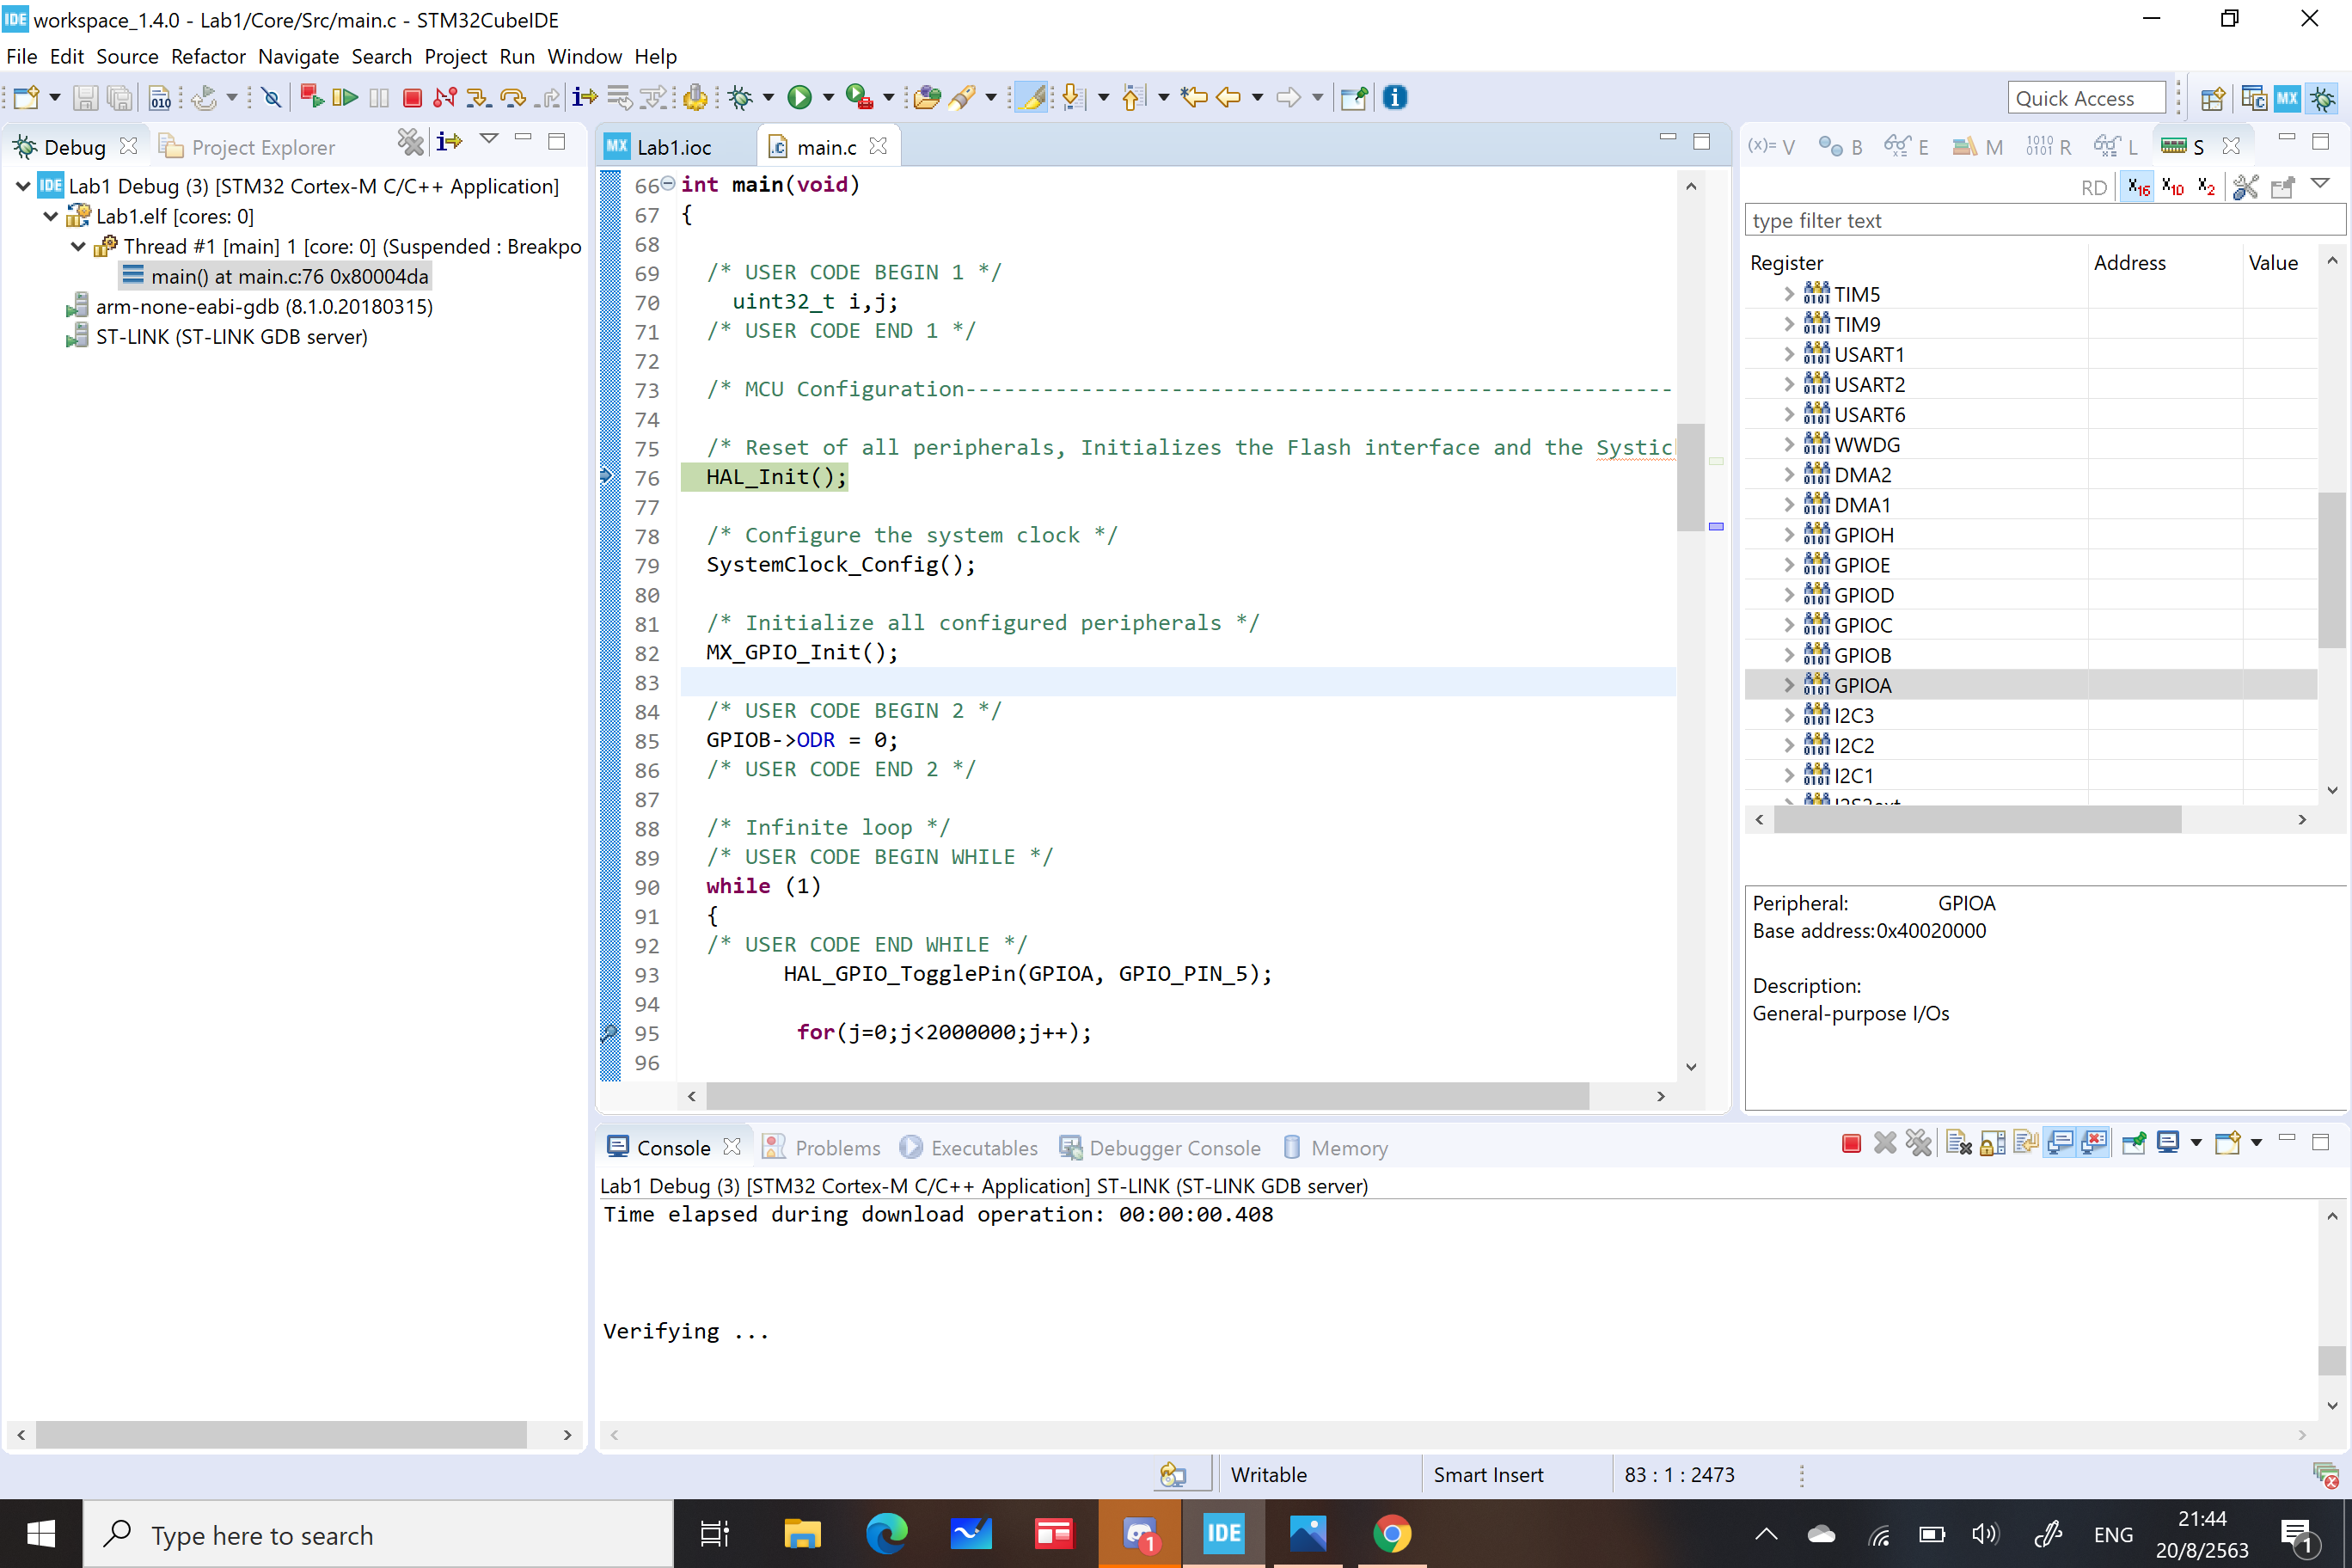 IDE workspace_1.4.0 - Lab1/Core/Src/main.c - STM32CubeIDE
File Edit Source Refactor Navigate Search Project Run Window Help
Quick Access
Debug
Project Explorer
Lab1 Debug (3) [STM32 Cortex-M C/C++ Application]
Lab1.elf [cores: 0]
Thread #1 [main] 1 [core: 0] (Suspended : Breakpo
main() at main.c:76 0x80004da
arm-none-eabi-gdb (8.1.0.20180315)
ST-LINK (ST-LINK GDB server)
MX Lab1.ioc
main.c
66 int main(void)
67 {
68
69 /* USER CODE BEGIN 1 */
70 uint32_t i,j;
71 /* USER CODE END 1 */
72
73 /* MCU Configuration--------------------------------------------------------
74
75 /* Reset of all peripherals, Initializes the Flash interface and the Systic
76 HAL_Init();
77
78 /* Configure the system clock */
79 SystemClock_Config();
80
81 /* Initialize all configured peripherals */
82 MX_GPIO_Init();
83
84 /* USER CODE BEGIN 2 */
85 GPIOB->ODR = 0;
86 /* USER CODE END 2 */
87
88 /* Infinite loop */
89 /* USER CODE BEGIN WHILE */
90 while (1)
91 {
92 /* USER CODE END WHILE */
93 HAL_GPIO_TogglePin(GPIOA, GPIO_PIN_5);
94
95 for(j=0;j<2000000;j++);
96
(x)= V B E M R L S
RD X16 X10 X2
type filter text
Register Address Value
TIM5
TIM9
USART1
USART2
USART6
WWDG
DMA2
DMA1
GPIOH
GPIOE
GPIOD
GPIOC
GPIOB
GPIOA
I2C3
I2C2
I2C1
I2S2ext
Peripheral: GPIOA
Base address:0x40020000
Description:
General-purpose I/Os
Console Problems Executables Debugger Console Memory
Lab1 Debug (3) [STM32 Cortex-M C/C++ Application] ST-LINK (ST-LINK GDB server)
Time elapsed during download operation: 00:00:00.408
Verifying ...
Writable Smart Insert 83 : 1 : 2473
Type here to search
1
IDE
ENG
21:44
20/8/2563
1